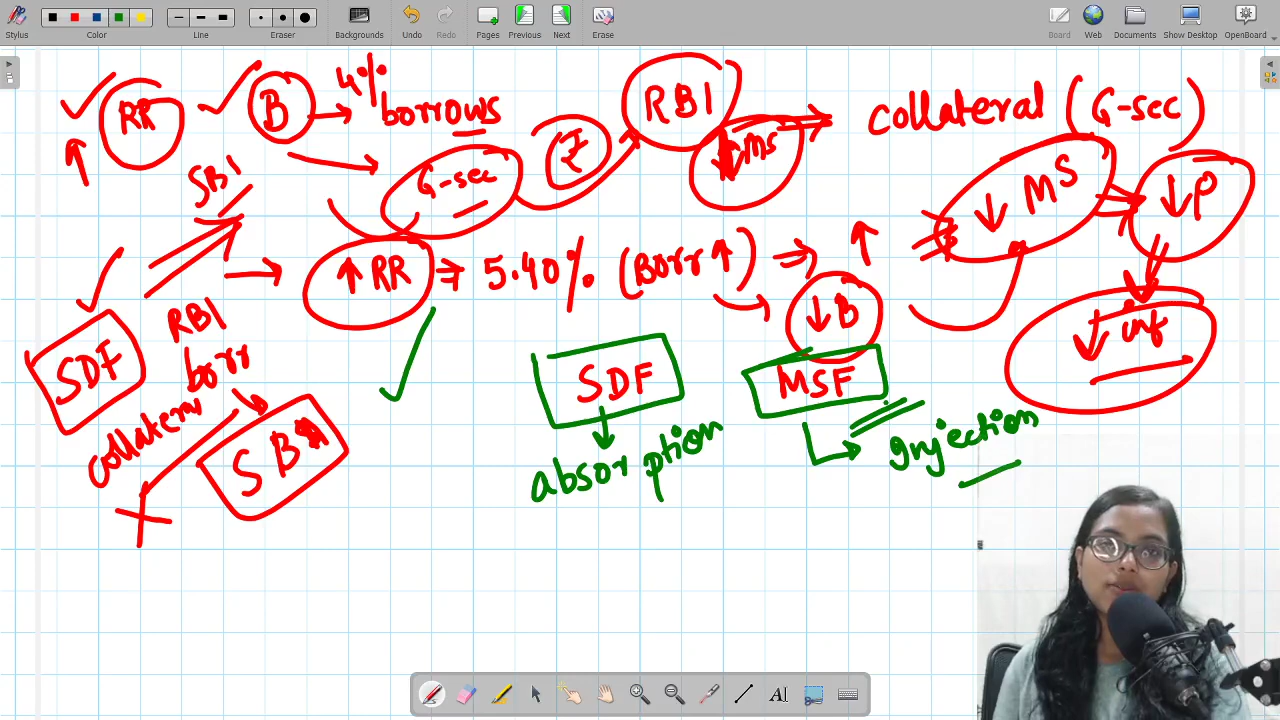 Styles
Color
Line
Eraser
Backgrounds
Undo
Redo
Pages
Previous
Next
Erase
Board
Web
Documents
Show Desktop
OpenBoard
RR B → 4% borrows
RBI
collateral (G-sec)
↑
G-sec
₹
↓ MS
SBI
↓ MS ⇒ ↓ P
→ ↑ RR ⇒ 5.40% (Borr ↑) ⇒ ↓ B ↑ ⇒
↓ inf
SDF
RBI
borr
collateral
SB
SDF
absorption
MSF
injection